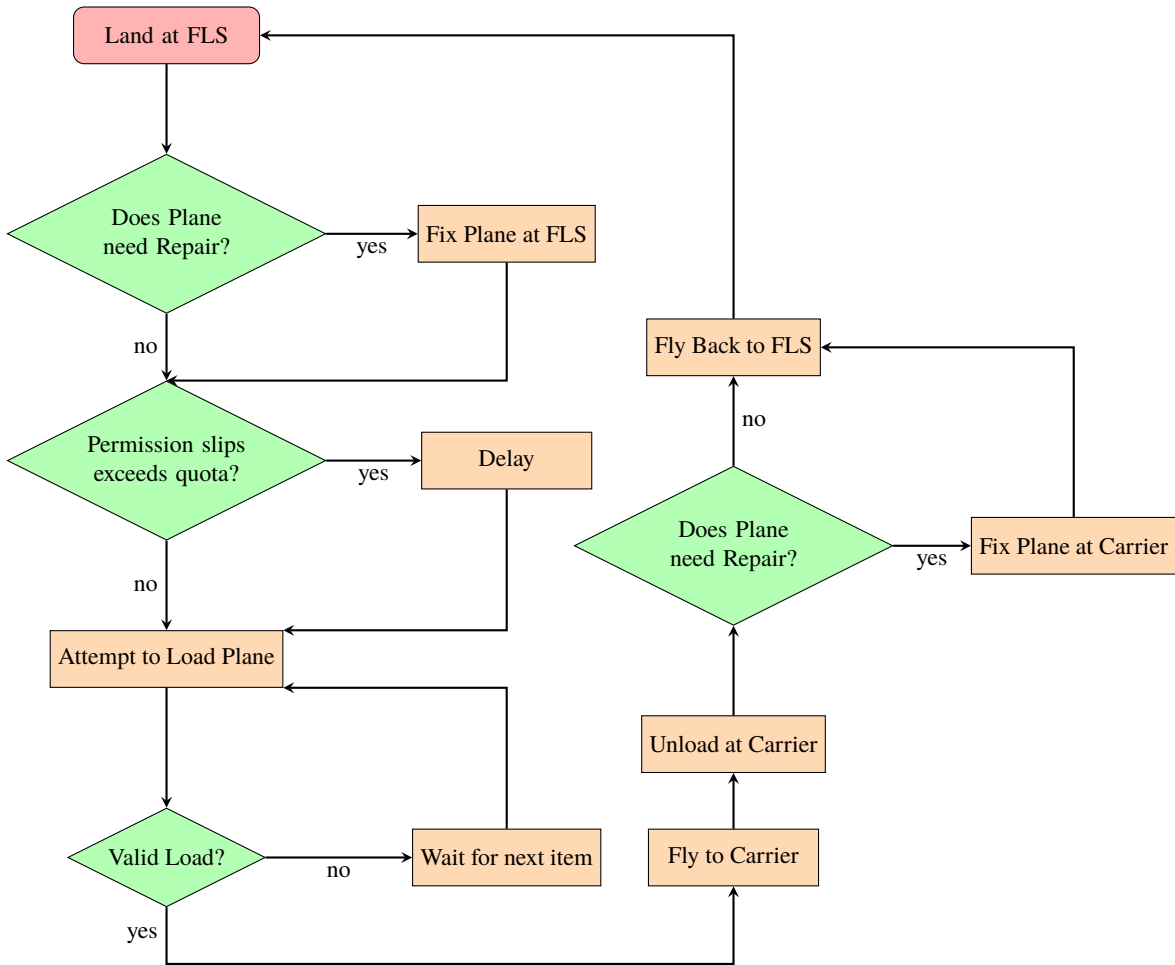 Land at FLS
Does Plane
need Repair?
yes
Fix Plane at FLS
no
Permission slips
exceeds quota?
yes
Delay
no
Attempt to Load Plane
Valid Load?
no
Wait for next item
yes
Fly to Carrier
Unload at Carrier
Does Plane
need Repair?
yes
Fix Plane at Carrier
no
Fly Back to FLS